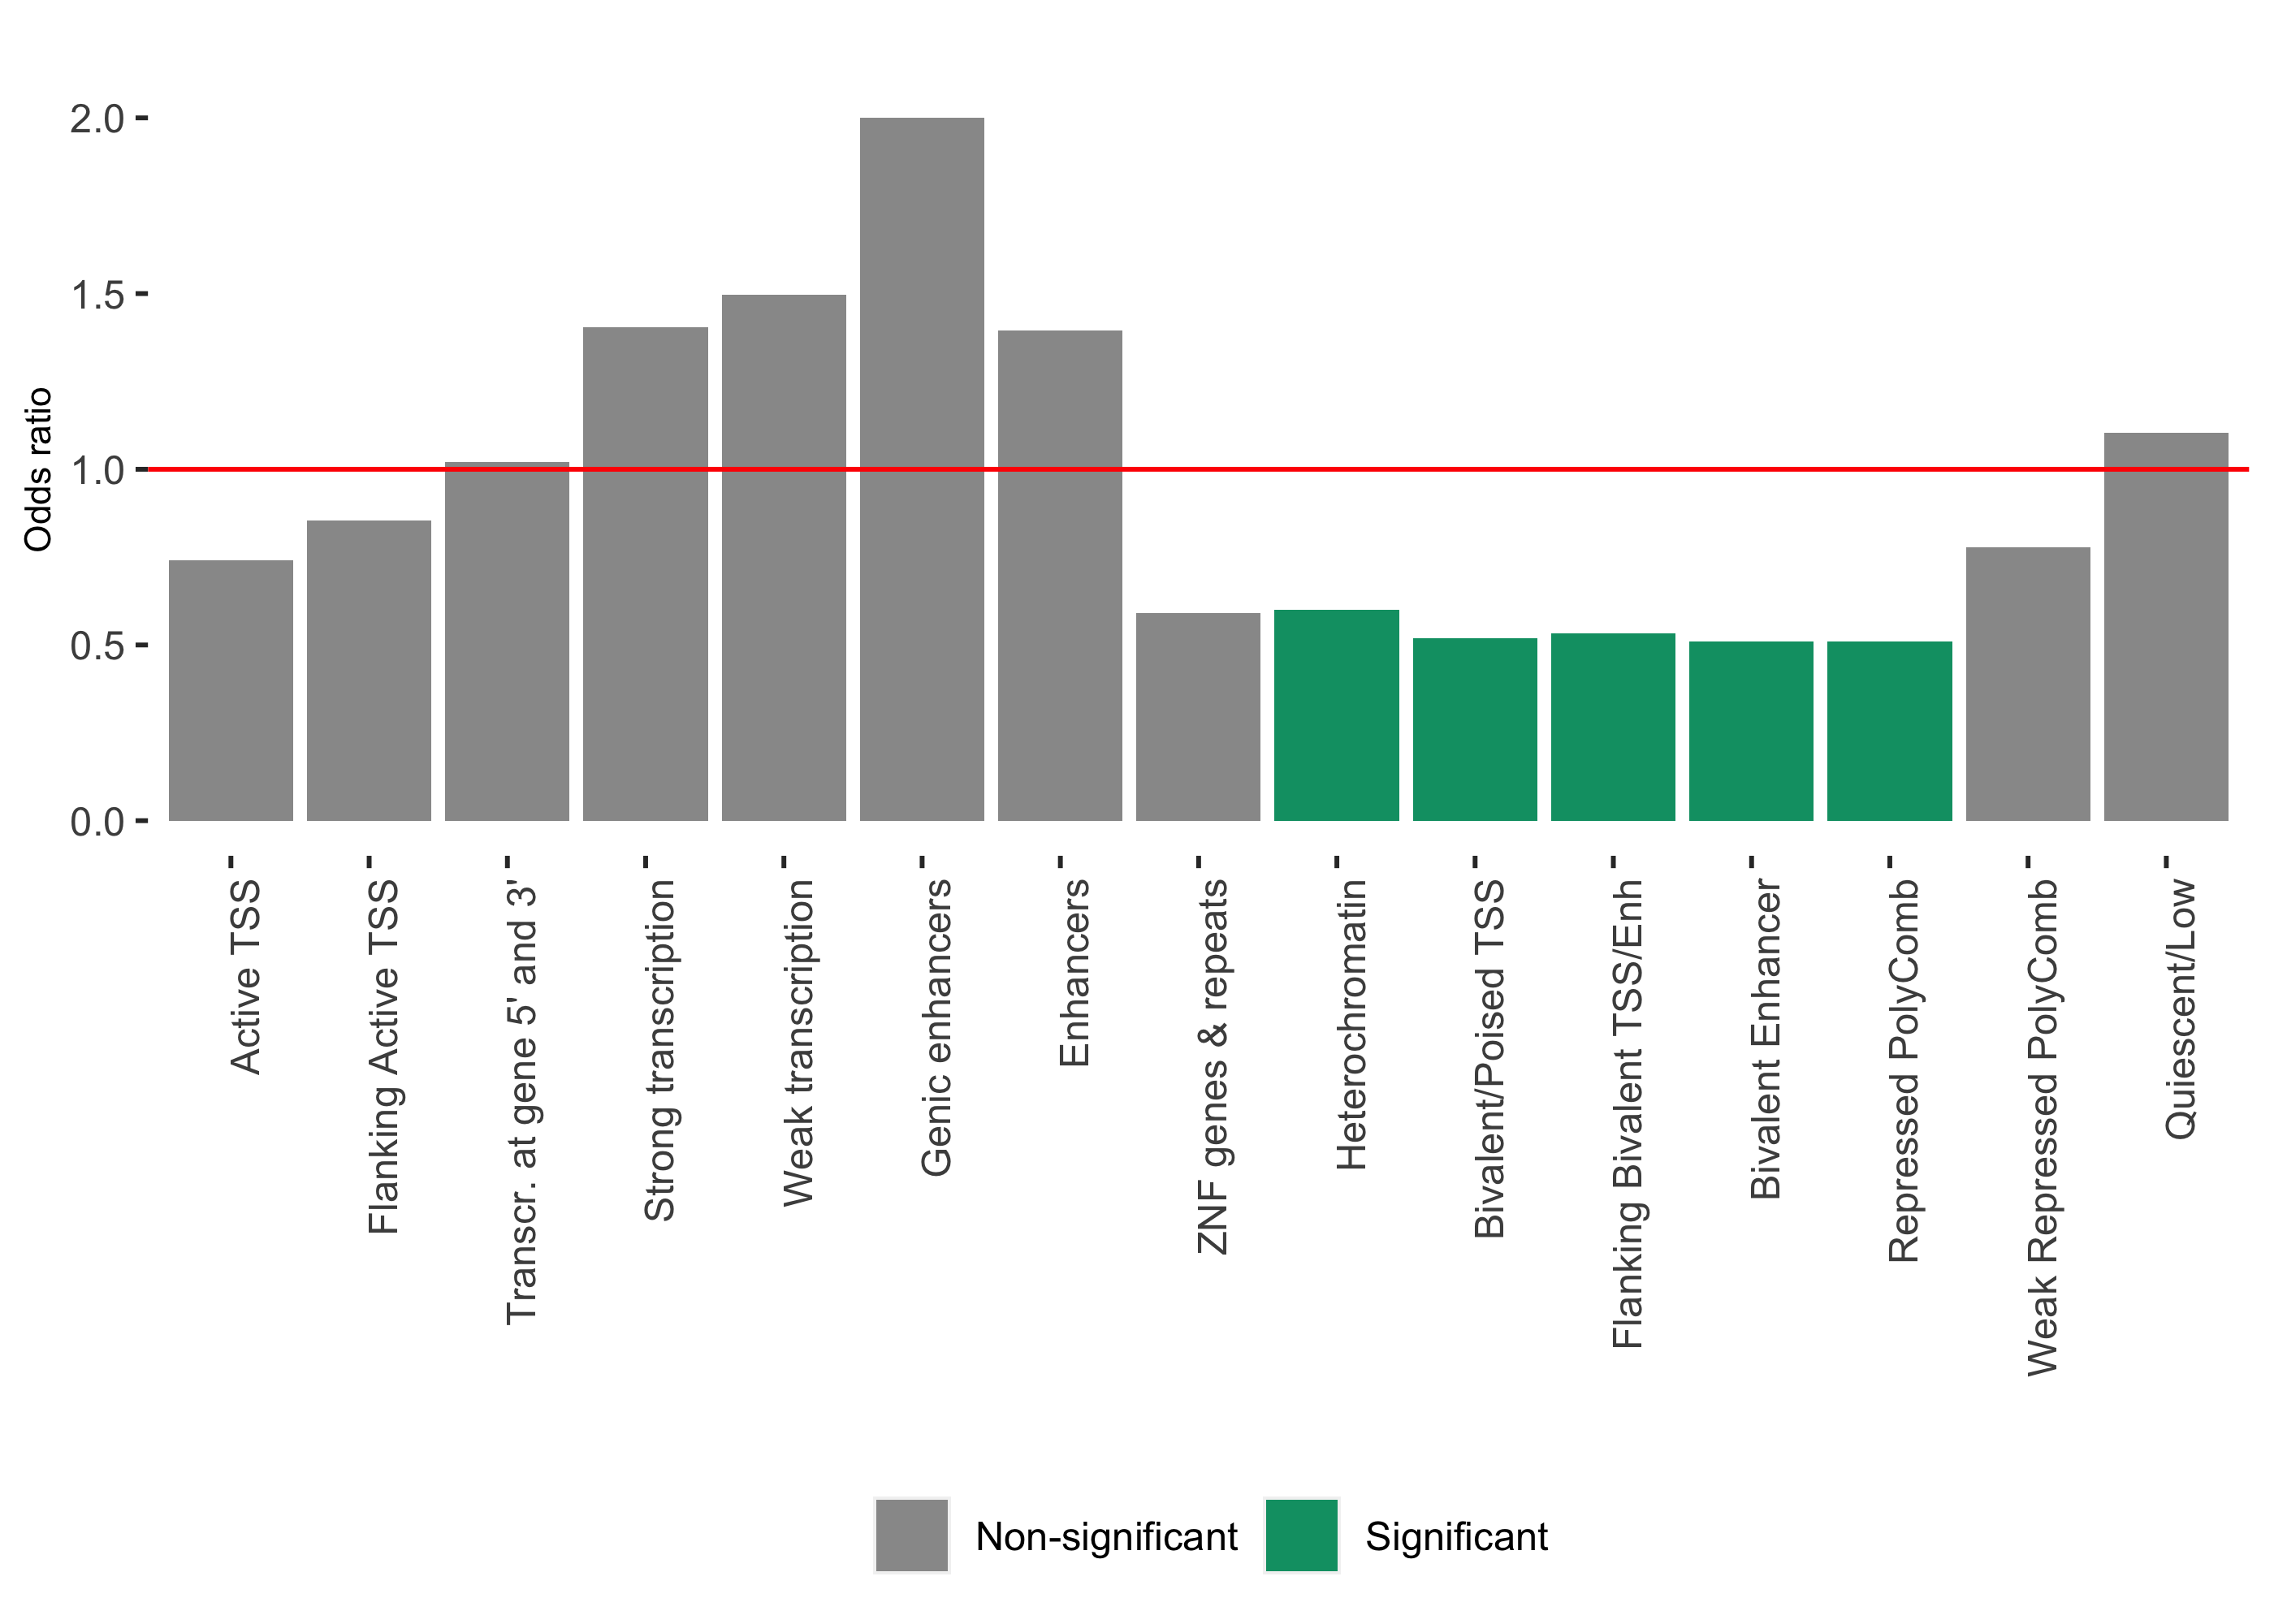 2.0
1.5
1.0
0.5
0.0
Odds ratio
Active TSS
Flanking Active TSS
Transcr. at gene 5' and 3'
Strong transcription
Weak transcription
Genic enhancers
Enhancers
ZNF genes & repeats
Heterochromatin
Bivalent/Poised TSS
Flanking Bivalent TSS/Enh
Bivalent Enhancer
Repressed PolyComb
Weak Repressed PolyComb
Quiescent/Low
Non-significant
Significant